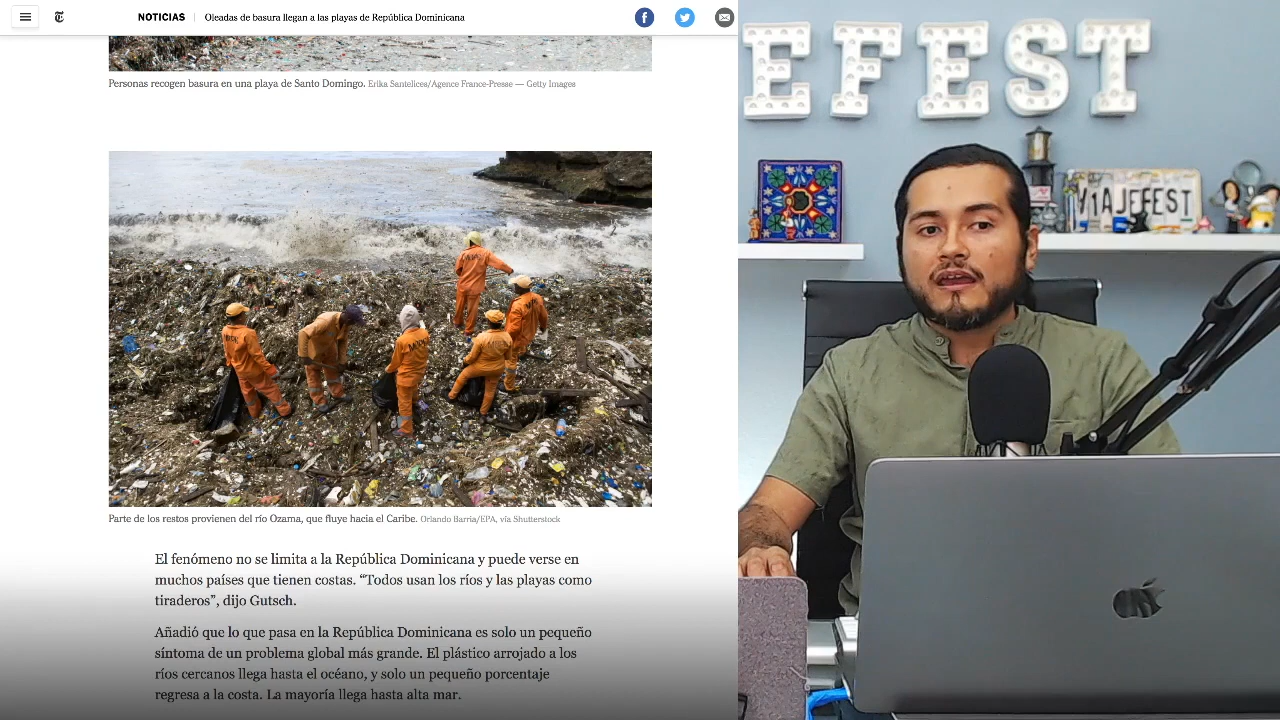 NOTICIAS
Oleadas de basura llegan a las playas de República Dominicana
Personas recogen basura en una playa de Santo Domingo. Erika Santelices/Agence France-Presse — Getty Images
Parte de los restos provienen del río Ozama, que fluye hacia el Caribe. Orlando Barria/EPA, vía Shutterstock
El fenómeno no se limita a la República Dominicana y puede verse en
muchos países que tienen costas. “Todos usan los ríos y las playas como
tiraderos”, dijo Gutsch.
Añadió que lo que pasa en la República Dominicana es solo un pequeño
síntoma de un problema global más grande. El plástico arrojado a los
ríos cercanos llega hasta el océano, y solo un pequeño porcentaje
regresa a la costa. La mayoría llega hasta alta mar.
EFEST
V1AJEFEST